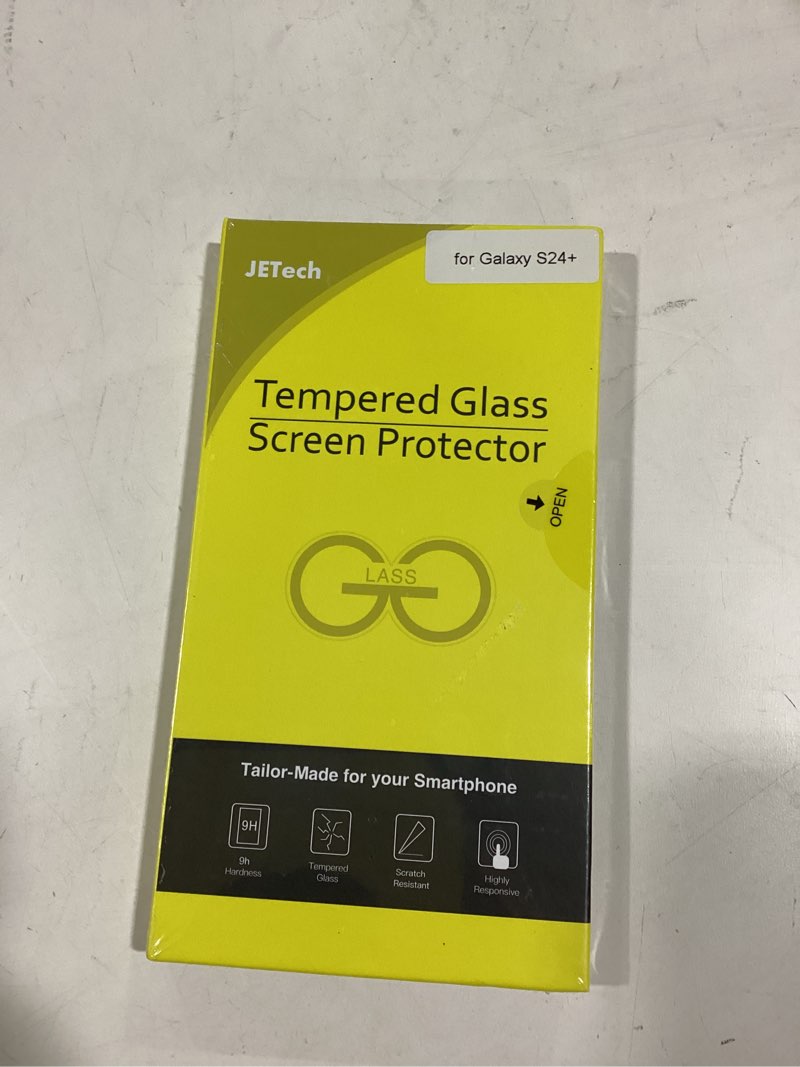 JETech
for Galaxy S24+
Tempered Glass
Screen Protector
OPEN
LASS
Tailor-Made for your Smartphone
9H
9h
Hardness
Tempered
Glass
Scratch
Resistant
Highly
Responsive